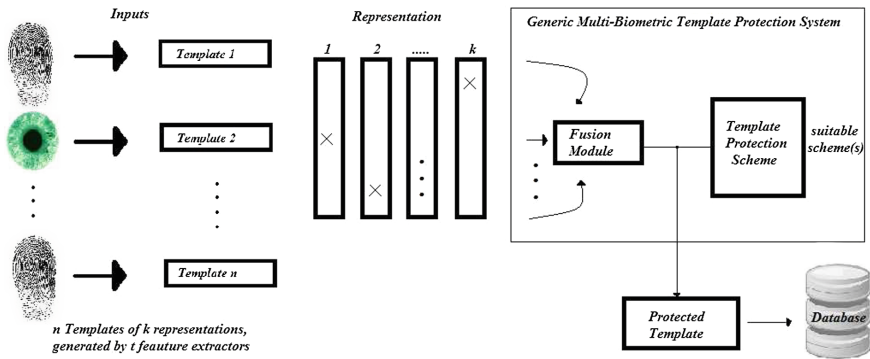 Inputs
Template 1
Template 2
Template n
n Templates of k representations,
generated by t feauture extractors
Representation
1 2 ..... k
Generic Multi-Biometric Template Protection System
Fusion
Module
Template
Protection
Scheme
suitable
scheme(s)
Protected
Template
Database